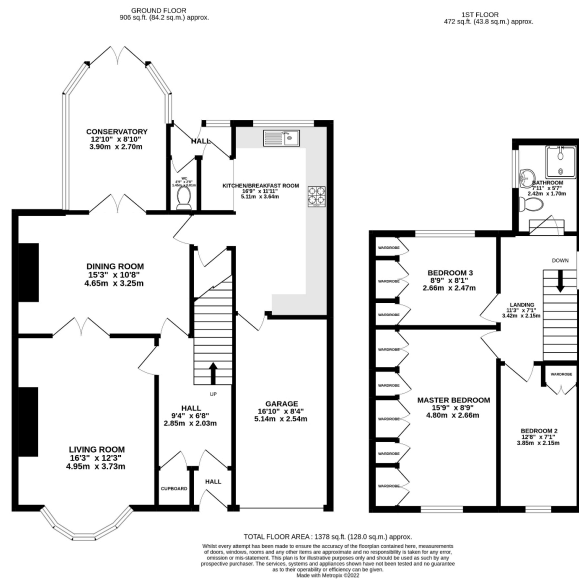 GROUND FLOOR
906 sq.ft. (84.2 sq.m.) approx.
1ST FLOOR
472 sq.ft. (43.8 sq.m.) approx.
CONSERVATORY
12'10" x 8'10"
3.90m x 2.70m
HALL
WC
KITCHEN/BREAKFAST ROOM
16'9" x 11'11"
5.11m x 3.64m
DINING ROOM
15'3" x 10'8"
4.65m x 3.25m
UP
HALL
9'4" x 6'8"
2.85m x 2.03m
GARAGE
16'10" x 8'4"
5.14m x 2.54m
LIVING ROOM
16'3" x 12'3"
4.95m x 3.73m
CUPBOARD
HALL
BATHROOM
7'11" x 5'7"
2.42m x 1.70m
WARDROBE
WARDROBE
WARDROBE
BEDROOM 3
8'9" x 8'1"
2.66m x 2.47m
DOWN
LANDING
11'3" x 7'1"
3.42m x 2.15m
WARDROBE
WARDROBE
WARDROBE
WARDROBE
WARDROBE
MASTER BEDROOM
15'9" x 8'9"
4.80m x 2.66m
WARDROBE
BEDROOM 2
12'8" x 7'1"
3.85m x 2.15m
TOTAL FLOOR AREA : 1378 sq.ft. (128.0 sq.m.) approx.
Whilst every attempt has been made to ensure the accuracy of the floorplan contained here, measurements
of doors, windows, rooms and any other items are approximate and no responsibility is taken for any error,
omission or mis-statement. This plan is for illustrative purposes only and should be used as such by any
prospective purchaser. The services, systems and appliances shown have not been tested and no guarantee
as to their operability or efficiency can be given.
Made with Metropix ©2022